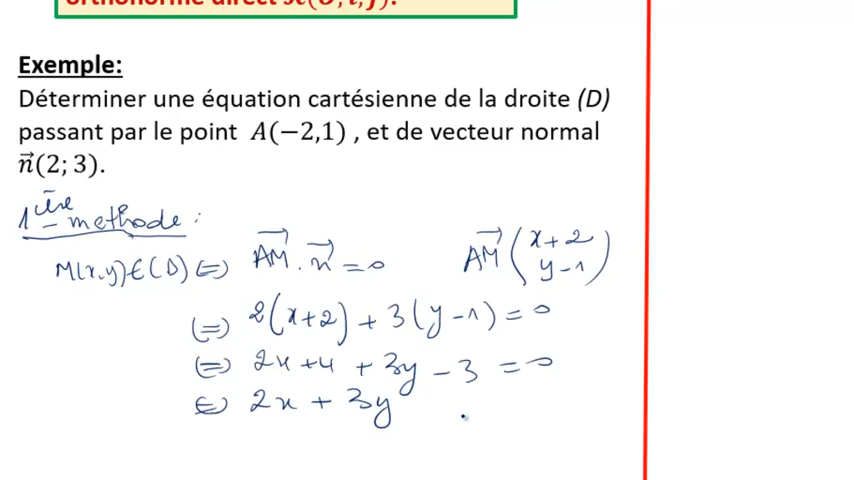 orthonormé direct ℛ(O, i, j).
Exemple:
Déterminer une équation cartésienne de la droite (D)
passant par le point A(−2,1) , et de vecteur normal
n⃗(2; 3).
1ère methode :
M(x,y)∈(D) ⇔ AM⃗ . n⃗ = 0 AM⃗ (x+2
y−1)
⇔ 2(x+2) + 3(y−1) = 0
⇔ 2x + 4 + 3y − 3 = 0
⇔ 2x + 3y